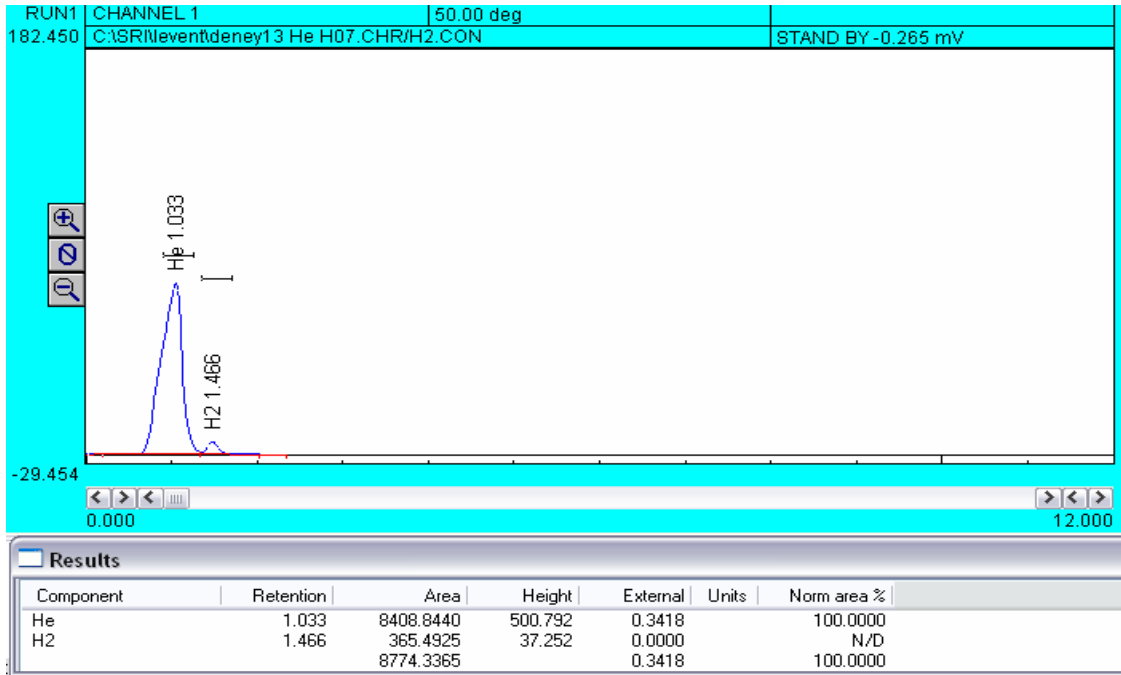 RUN1 CHANNEL 1 50.00 deg
182.450 C:\SRI\levent\deney13 He H07.CHR/H2.CON STAND BY -0.265 mV
He 1.033
H2 1.466
-29.454
0.000 12.000
Results
Component Retention Area Height External Units Norm area %
He 1.033 8408.8440 500.792 0.3418 100.0000
H2 1.466 365.4925 37.252 0.0000 N/D
8774.3365 0.3418 100.0000